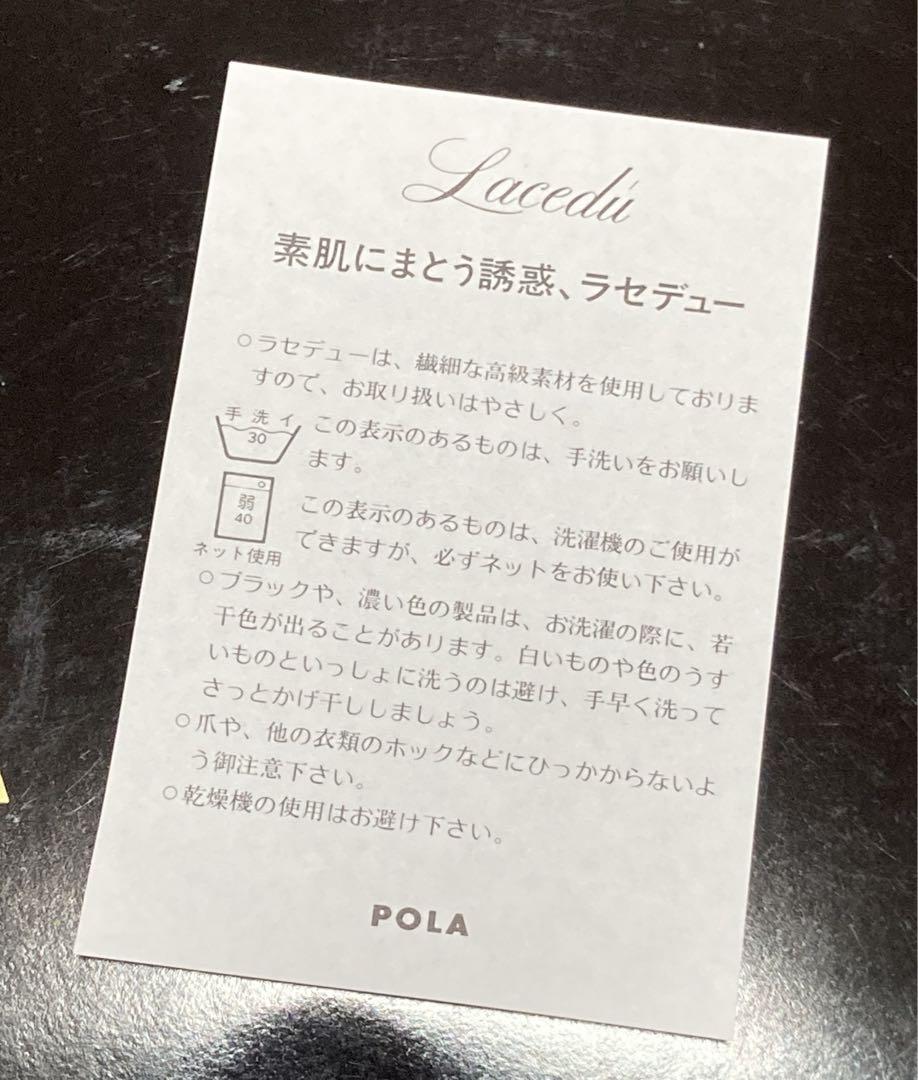 Lacedú
素肌にまとう誘惑、ラセデュー
○ラセデューは、繊細な高級素材を使用しておりま
すので、お取り扱いはやさしく。
手洗イ
30
この表示のあるものは、手洗いをお願いし
ます。
弱
40
ネット使用
この表示のあるものは、洗濯機のご使用が
できますが、必ずネットをお使い下さい。
○ブラックや、濃い色の製品は、お洗濯の際に、若
干色が出ることがあります。白いものや色のうす
いものといっしょに洗うのは避け、手早く洗って
さっとかげ干ししましょう。
○爪や、他の衣類のホックなどにひっかからないよ
う御注意下さい。
○乾燥機の使用はお避け下さい。
POLA